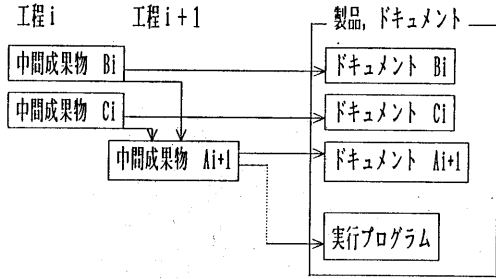 工程i 工程i+1 製品,ドキュメント
中間成果物 Bi ドキュメント Bi
中間成果物 Ci ドキュメント Ci
中間成果物 Ai+1 ドキュメント Ai+1
実行プログラム